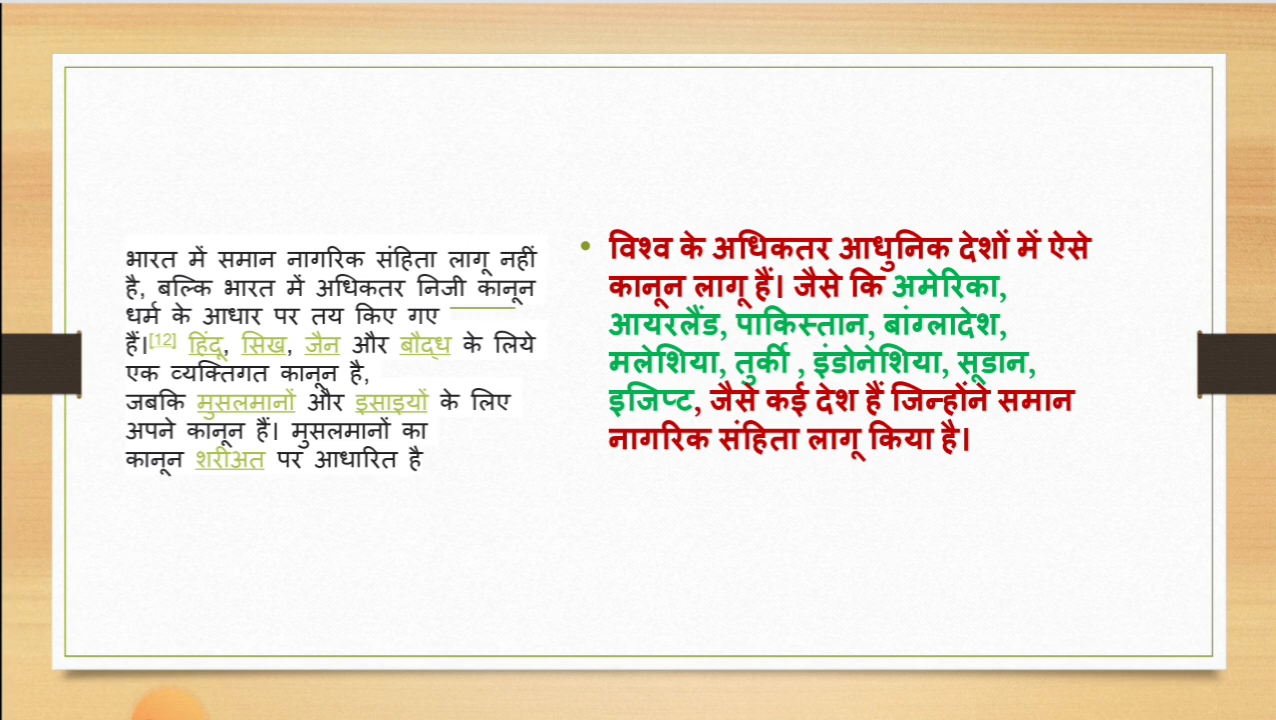 भारत में समान नागरिक संहिता लागू नहीं
है, बल्कि भारत में अधिकतर निजी कानून
धर्म के आधार पर तय किए गए
हैं।[12] हिंदू, सिख, जैन और बौद्ध के लिये
एक व्यक्तिगत कानून है,
जबकि मुसलमानों और इसाइयों के लिए
अपने कानून हैं। मुसलमानों का
कानून शरीअत पर आधारित है
• विश्व के अधिकतर आधुनिक देशों में ऐसे
कानून लागू हैं। जैसे कि अमेरिका,
आयरलैंड, पाकिस्तान, बांग्लादेश,
मलेशिया, तुर्की , इंडोनेशिया, सूडान,
इजिप्ट, जैसे कई देश हैं जिन्होंने समान
नागरिक संहिता लागू किया है।